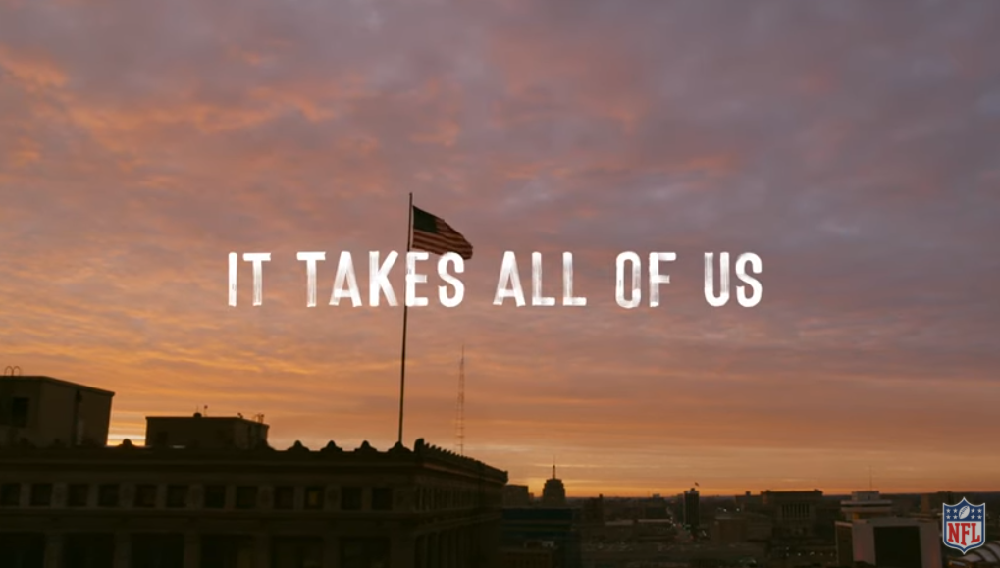 IT TAKES ALL OF US
NFL